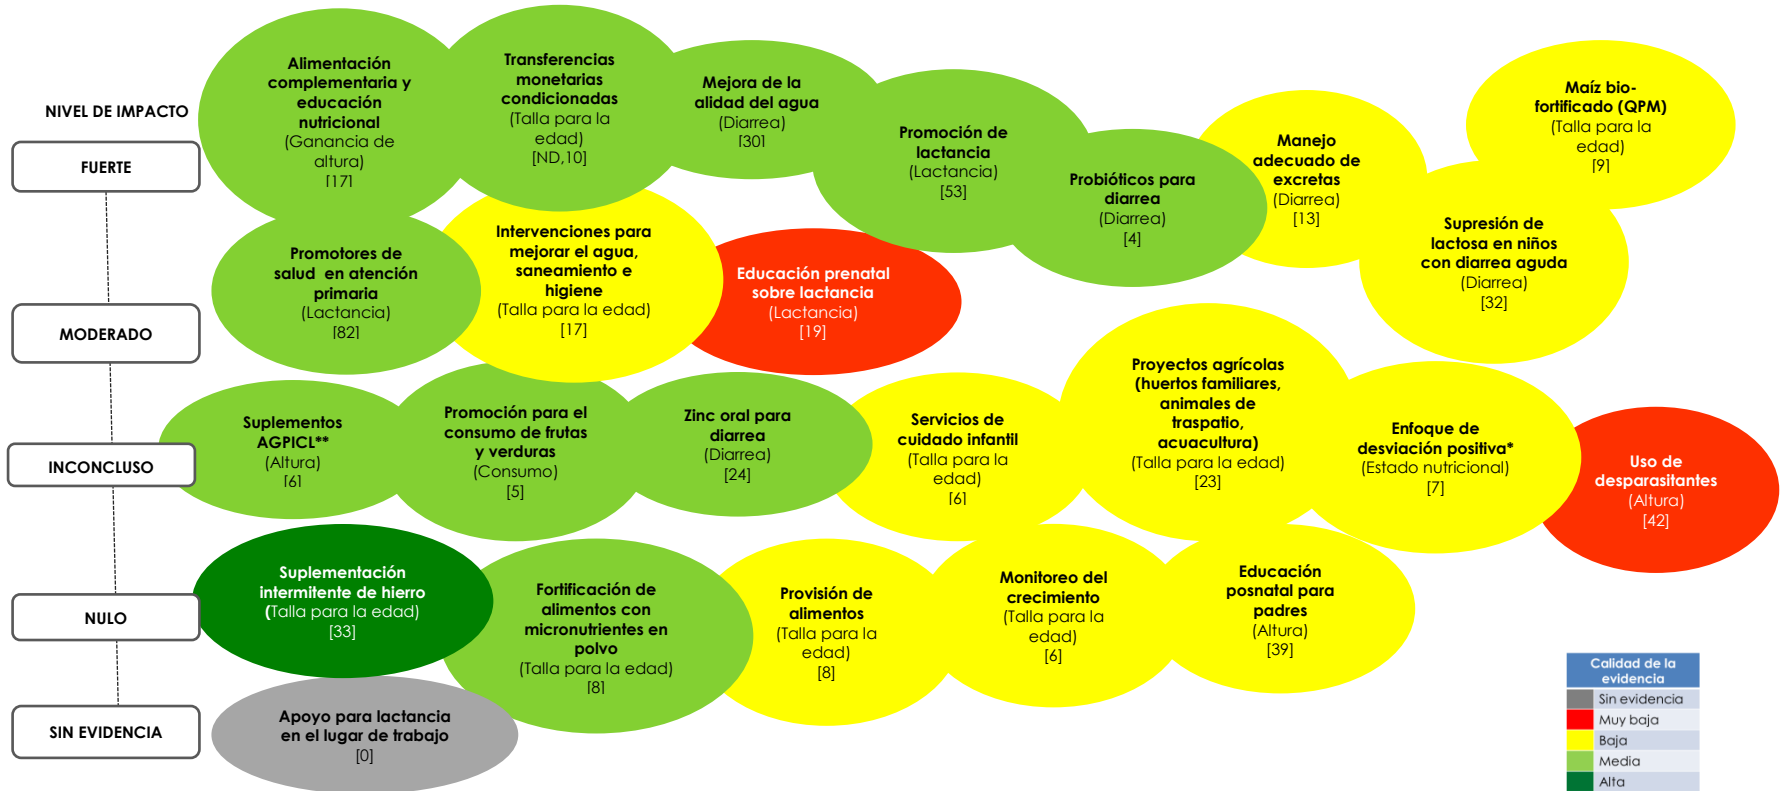 NIVEL DE IMPACTO
FUERTE
Alimentación
complementaria y
educación
nutricional
(Ganancia de
altura)
[17]
Transferencias
monetarias
condicionadas
(Talla para la
edad)
[ND,10]
Mejora de la
alidad del agua
(Diarrea)
[30]
Promoción de
lactancia
(Lactancia)
[53]
Probióticos para
diarrea
(Diarrea)
[4]
Manejo
adecuado de
excretas
(Diarrea)
[13]
Maíz bio-
fortificado (QPM)
(Talla para la
edad)
[9]
Supresión de
lactosa en niños
con diarrea aguda
(Diarrea)
[32]
MODERADO
Promotores de
salud en atención
primaria
(Lactancia)
[82]
Intervenciones para
mejorar el agua,
saneamiento e
higiene
(Talla para la edad)
[17]
Educación prenatal
sobre lactancia
(Lactancia)
[19]
INCONCLUSO
Suplementos
AGPICL**
(Altura)
[6]
Promoción para el
consumo de frutas
y verduras
(Consumo)
[5]
Zinc oral para
diarrea
(Diarrea)
[24]
Servicios de
cuidado infantil
(Talla para la
edad)
[6]
Proyectos agrícolas
(huertos familiares,
animales de
traspatio,
acuacultura)
(Talla para la edad)
[23]
Enfoque de
desviación positiva*
(Estado nutricional)
[7]
Uso de
desparasitantes
(Altura)
[42]
NULO
Suplementación
intermitente de hierro
(Talla para la edad)
[33]
Fortificación de
alimentos con
micronutrientes en
polvo
(Talla para la edad)
[8]
Provisión de
alimentos
(Talla para la
edad)
[8]
Monitoreo del
crecimiento
(Talla para la
edad)
[6]
Educación
posnatal para
padres
(Altura)
[39]
SIN EVIDENCIA
Apoyo para lactancia
en el lugar de trabajo
[0]
Calidad de la
evidencia
Sin evidencia
Muy baja
Baja
Media
Alta